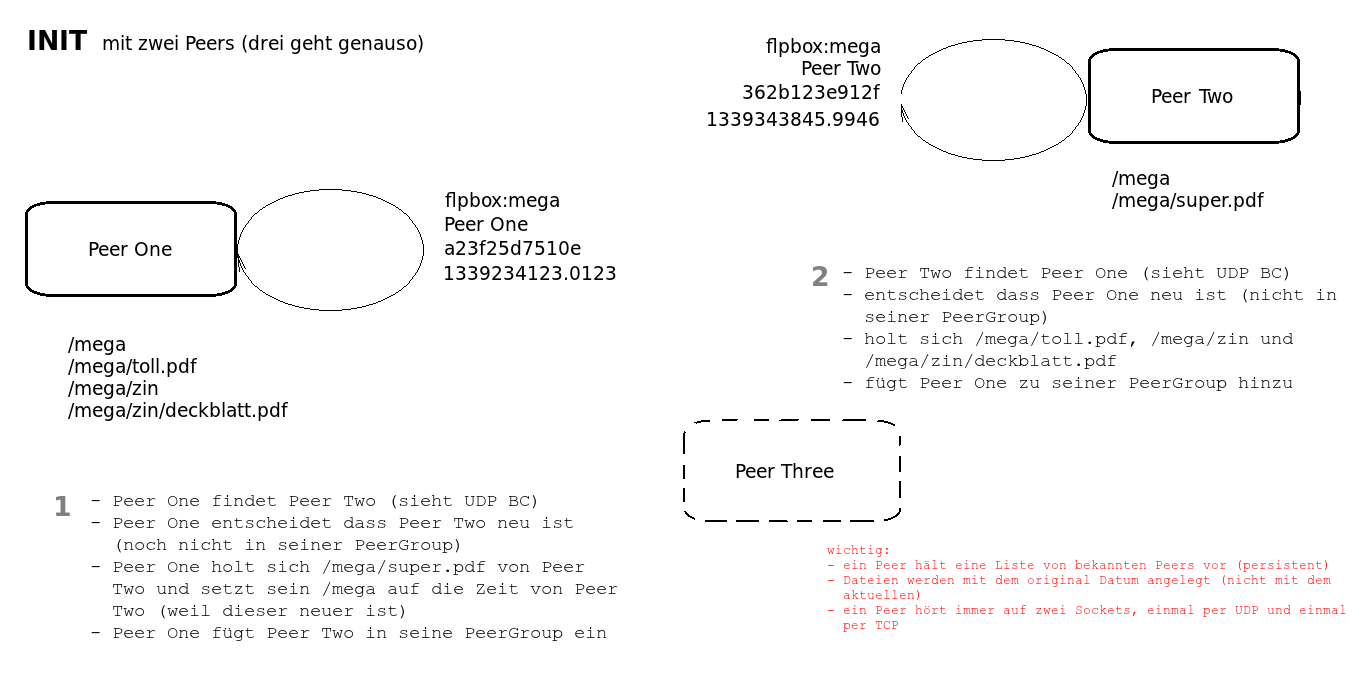 INIT mit zwei Peers (drei geht genauso)
flpbox:mega
Peer Two
362b123e912f
1339343845.9946
Peer Two
/mega
/mega/super.pdf
Peer One
flpbox:mega
Peer One
a23f25d7510e
1339234123.0123
/mega
/mega/toll.pdf
/mega/zin
/mega/zin/deckblatt.pdf
2 - Peer Two findet Peer One (sieht UDP BC)
- entscheidet dass Peer One neu ist (nicht in
seiner PeerGroup)
- holt sich /mega/toll.pdf, /mega/zin und
/mega/zin/deckblatt.pdf
- fügt Peer One zu seiner PeerGroup hinzu
Peer Three
1 - Peer One findet Peer Two (sieht UDP BC)
- Peer One entscheidet dass Peer Two neu ist
(noch nicht in seiner PeerGroup)
- Peer One holt sich /mega/super.pdf von Peer
Two und setzt sein /mega auf die Zeit von Peer
Two (weil dieser neuer ist)
- Peer One fügt Peer Two in seine PeerGroup ein
wichtig:
- ein Peer hält eine Liste von bekannten Peers vor (persistent)
- Dateien werden mit dem original Datum angelegt (nicht mit dem
aktuellen)
- ein Peer hört immer auf zwei Sockets, einmal per UDP und einmal
per TCP